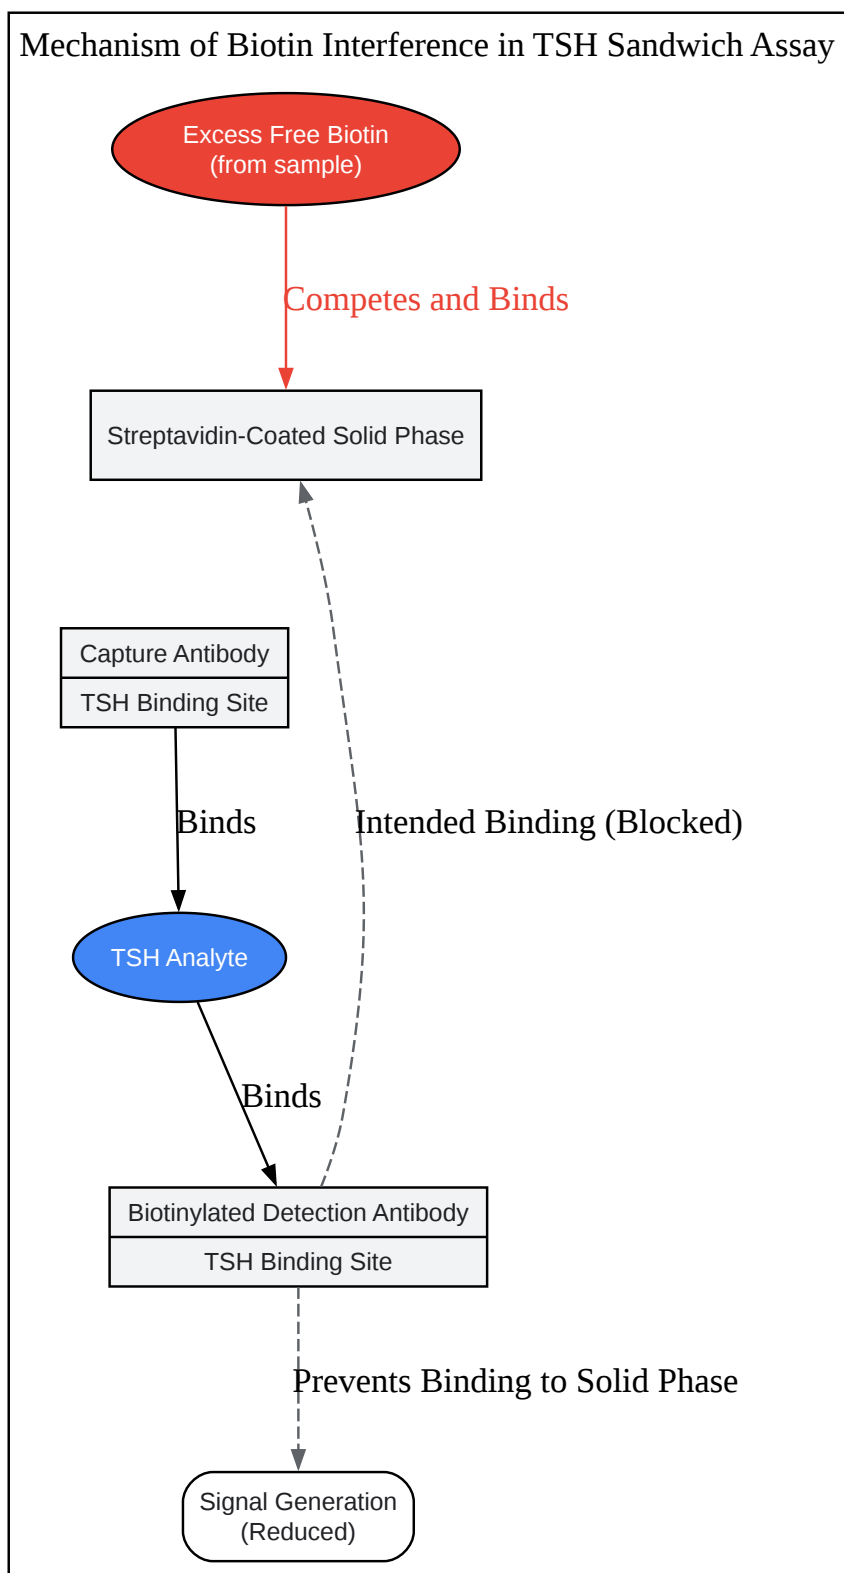 Mechanism of Biotin Interference in TSH Sandwich Assay
Excess Free Biotin
(from sample)
Competes and Binds
Streptavidin-Coated Solid Phase
Capture Antibody
TSH Binding Site
Binds
Intended Binding (Blocked)
TSH Analyte
Binds
Biotinylated Detection Antibody
TSH Binding Site
Prevents Binding to Solid Phase
Signal Generation
(Reduced)